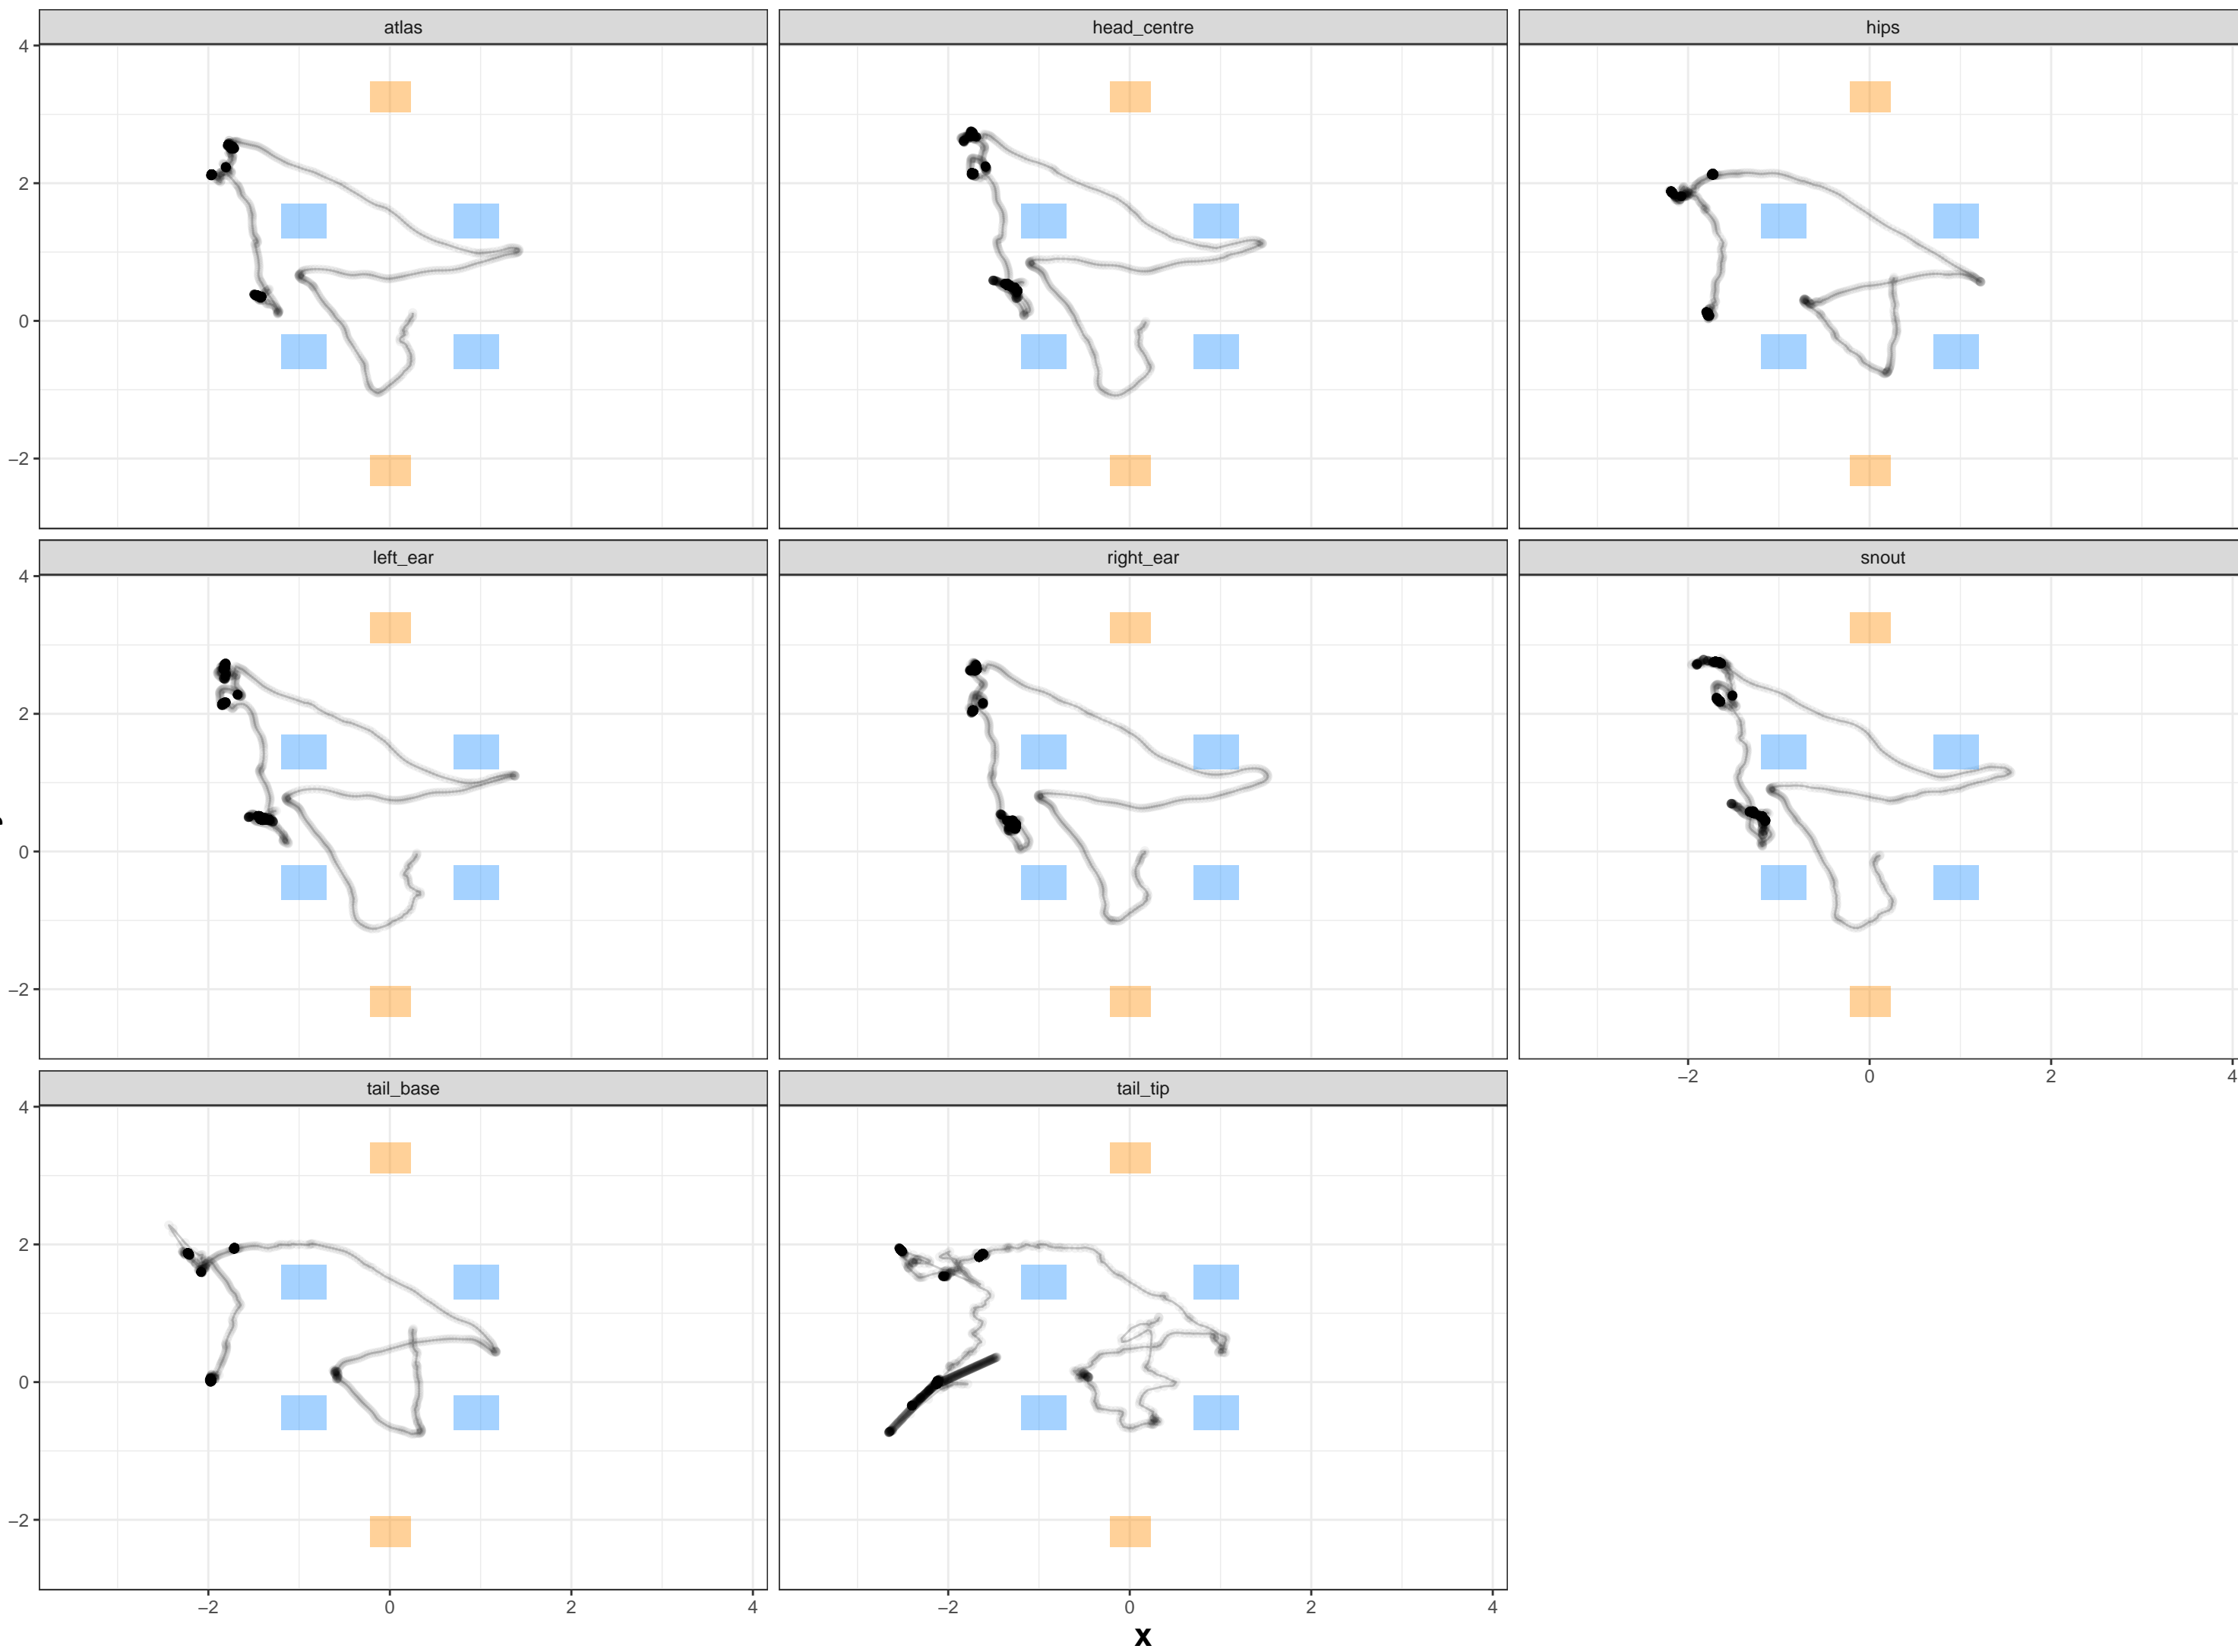 atlas head_centre hips
4
2
0
−2
left_ear right_ear snout
4
2
0
−2
−2 0 2 4
tail_base tail_tip
4
2
0
−2
−2 0 2 4 −2 0 2 4
x